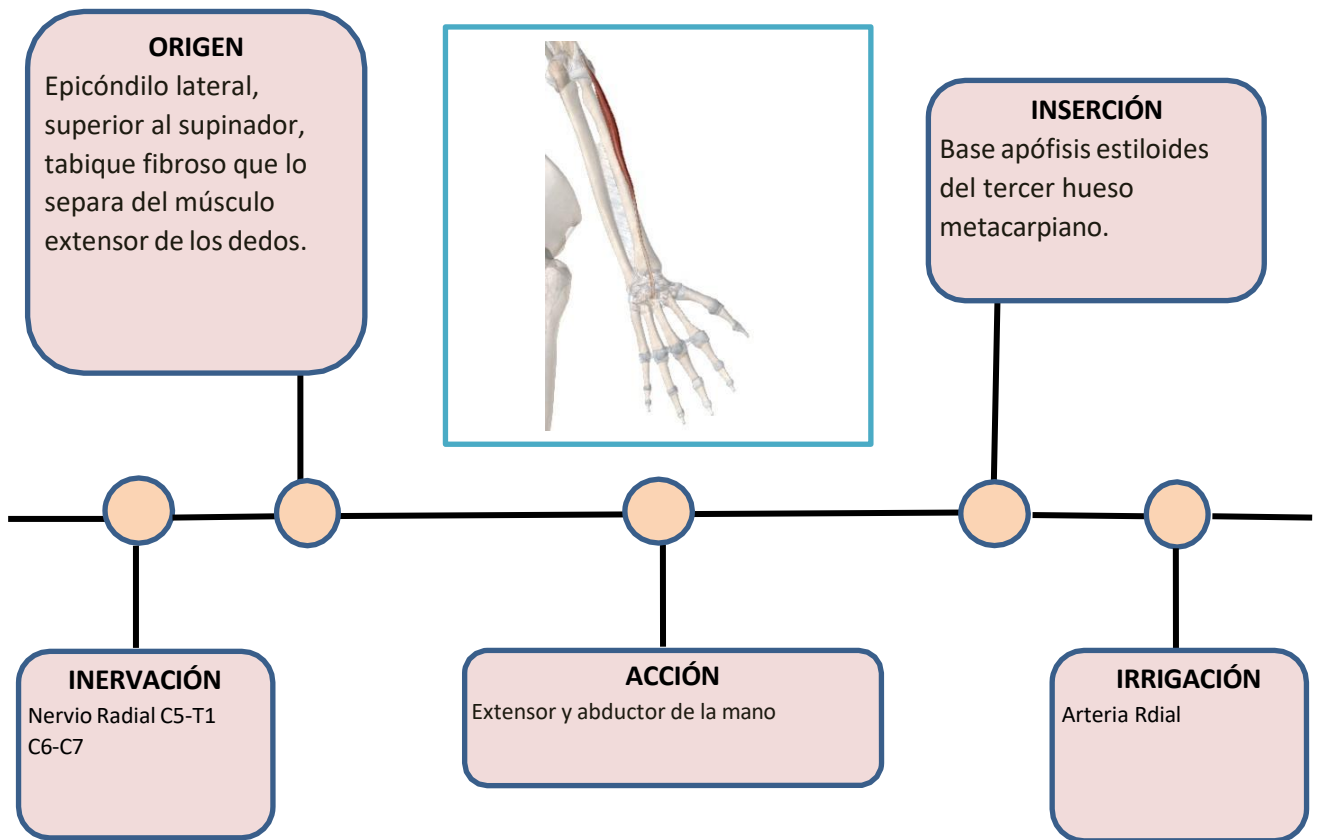 ORIGEN
Epicóndilo lateral,
superior al supinador,
tabique fibroso que lo
separa del músculo
extensor de los dedos.
INSERCIÓN
Base apófisis estiloides
del tercer hueso
metacarpiano.
INERVACIÓN
Nervio Radial C5-T1
C6-C7
ACCIÓN
Extensor y abductor de la mano
IRRIGACIÓN
Arteria Rdial